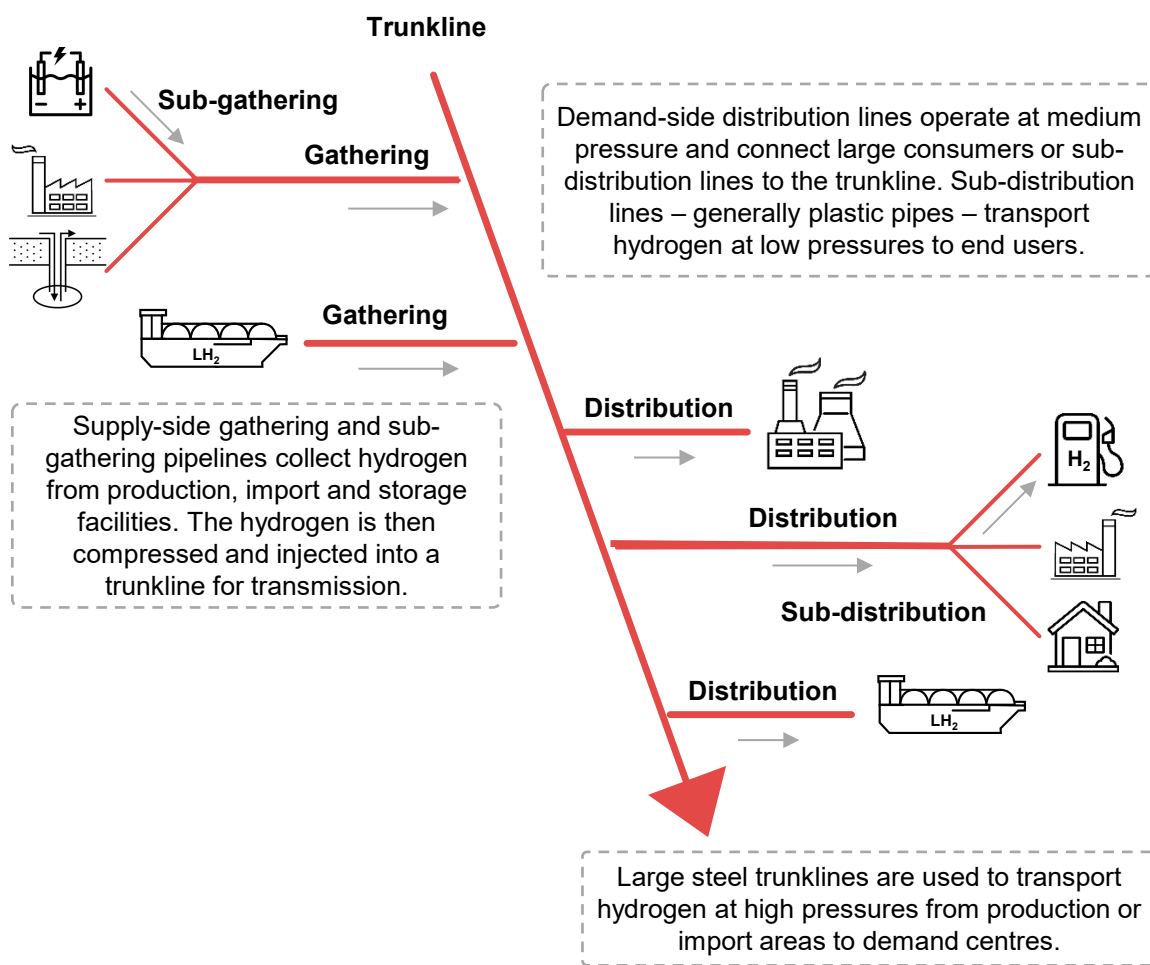 Trunkline
Sub-gathering
Gathering
Demand-side distribution lines operate at medium
pressure and connect large consumers or sub-
distribution lines to the trunkline. Sub-distribution
lines – generally plastic pipes – transport
hydrogen at low pressures to end users.
Gathering
LH₂
Supply-side gathering and sub-
gathering pipelines collect hydrogen
from production, import and storage
facilities. The hydrogen is then
compressed and injected into a
trunkline for transmission.
Distribution
H₂
Distribution
Sub-distribution
Distribution
LH₂
Large steel trunklines are used to transport
hydrogen at high pressures from production or
import areas to demand centres.